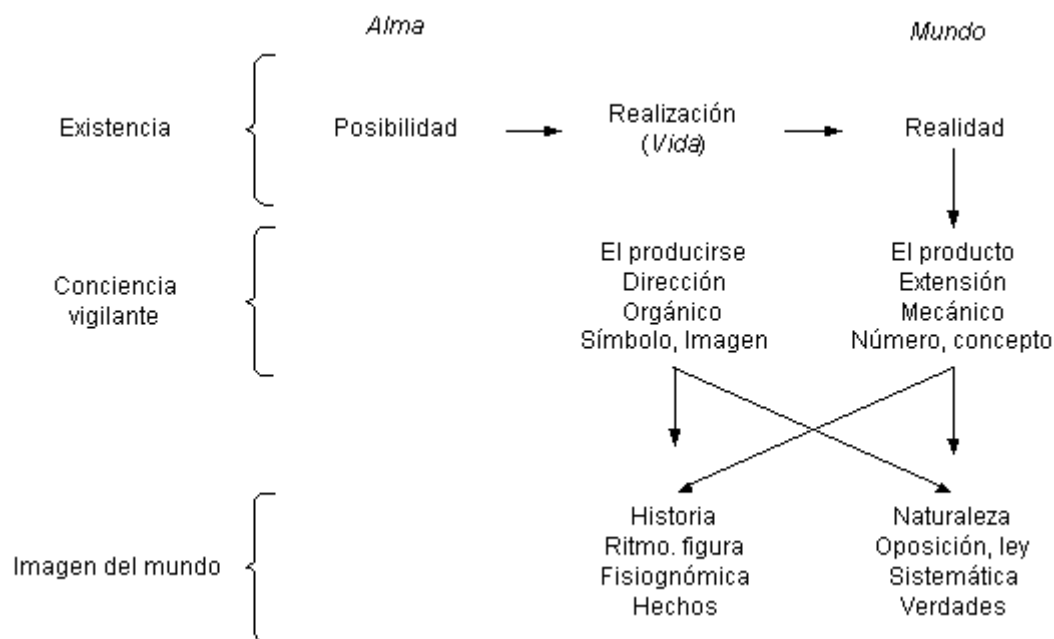 Alma Mundo
Existencia Posibilidad Realización Realidad
(Vida)
El producirse El producto
Conciencia Dirección Extensión
vigilante Orgánico Mecánico
Símbolo, Imagen Número, concepto
Historia Naturaleza
Ritmo. figura Oposición, ley
Imagen del mundo Fisiognómica Sistemática
Hechos Verdades